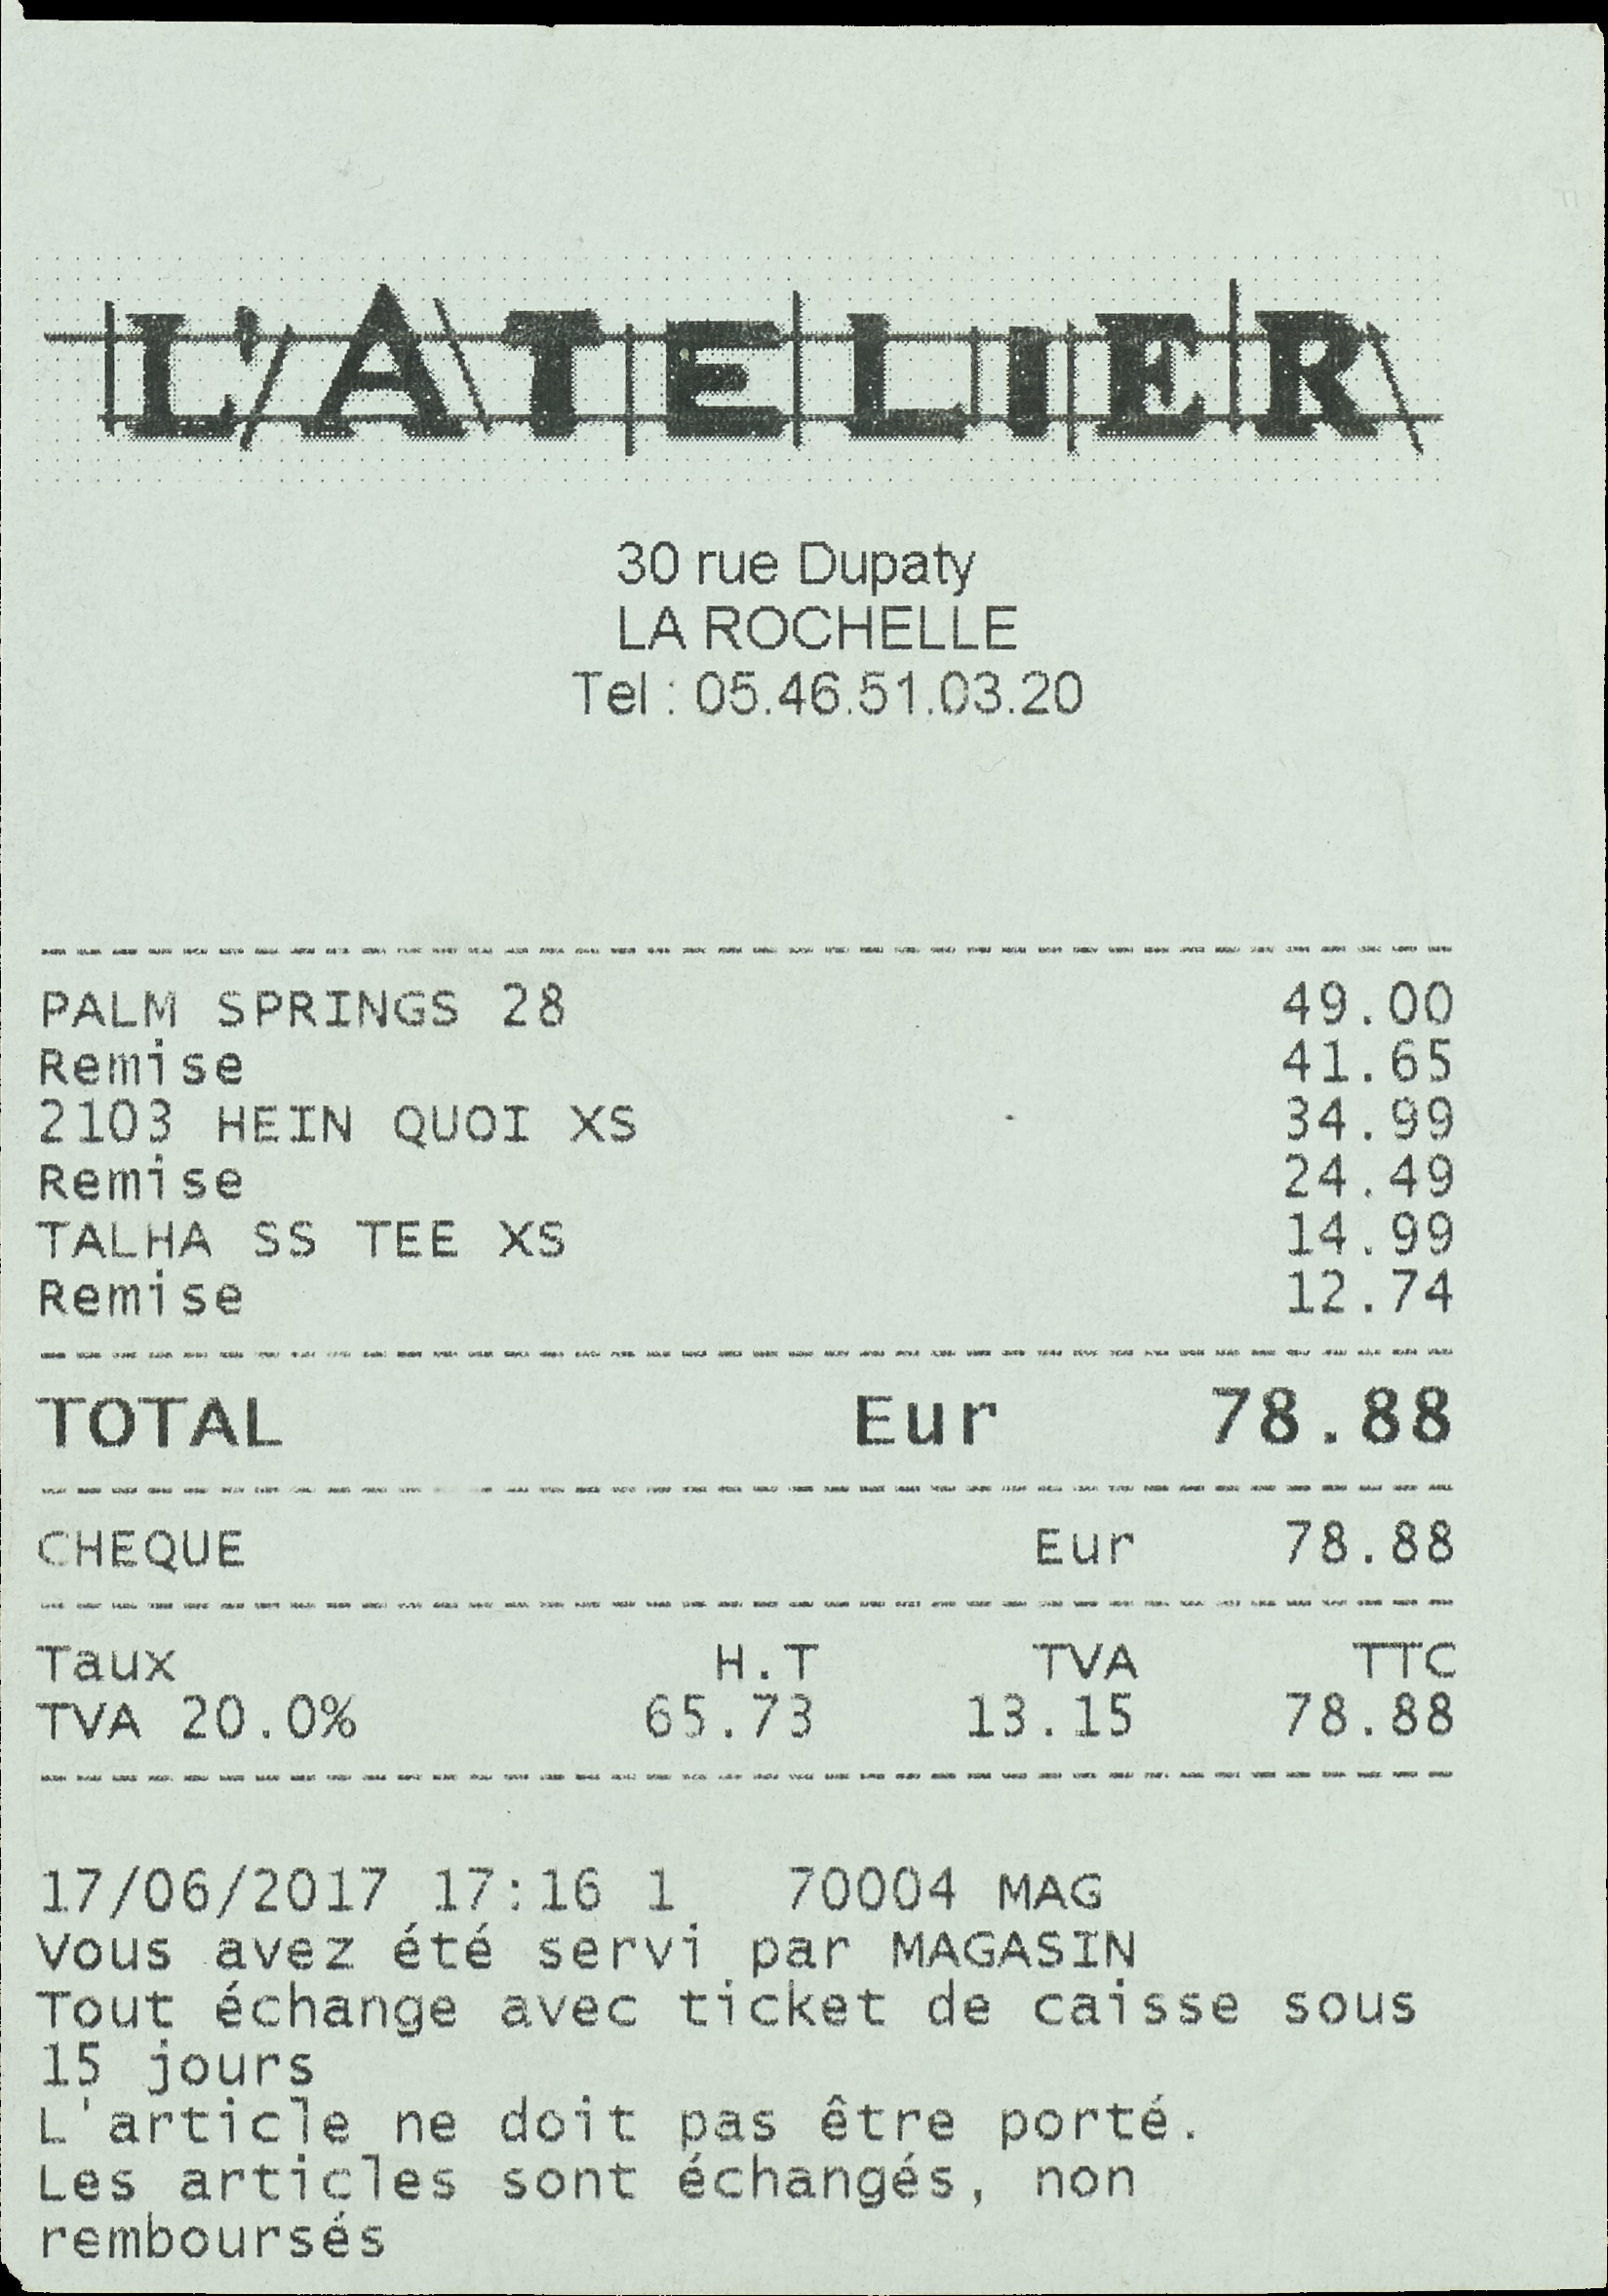 L'ATELIER
30 rue Dupaty
LA ROCHELLE
Tel : 05.46.51.03.20
PALM SPRINGS 28 49.00
Remise 41.65
2103 HEIN QUOI XS 34.99
Remise 24.49
TALHA SS TEE XS 14.99
Remise 12.74
TOTAL Eur 78.88
CHEQUE Eur 78.88
Taux H.T TVA TTC
TVA 20.0% 65.73 13.15 78.88
17/06/2017 17:16 1 70004 MAG
Vous avez été servi par MAGASIN
Tout échange avec ticket de caisse sous
15 jours
L'article ne doit pas être porté.
Les articles sont échangés, non
remboursés